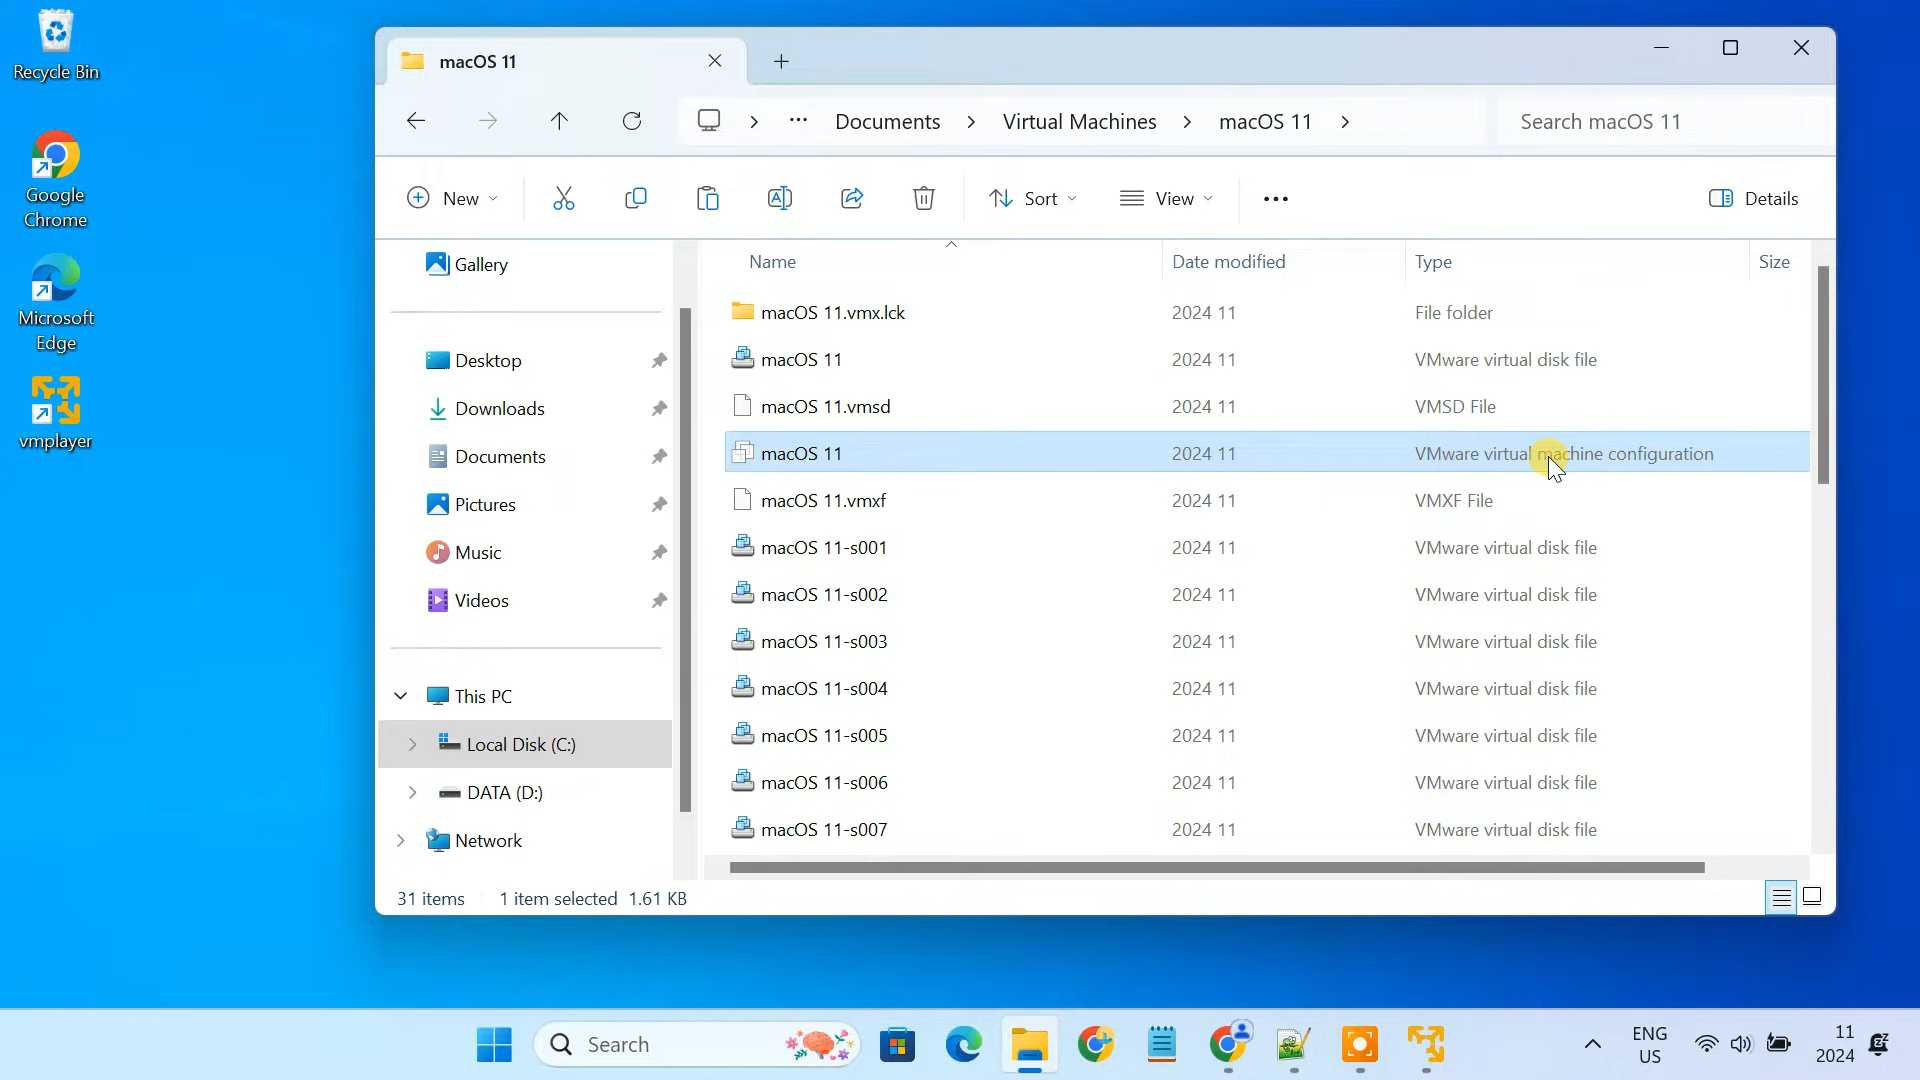 Recycle Bin
Google
Chrome
Microsoft
Edge
vmplayer
macOS 11
Documents
Virtual Machines
macOS 11
Search macOS 11
New
Sort
View
Details
Gallery
Desktop
Downloads
Documents
Pictures
Music
Videos
This PC
Local Disk (C:)
DATA (D:)
Network
Name Date modified Type Size
macOS 11.vmx.lck 2024 11 File folder
macOS 11 2024 11 VMware virtual disk file
macOS 11.vmsd 2024 11 VMSD File
macOS 11 2024 11 VMware virtual machine configuration
macOS 11.vmxf 2024 11 VMXF File
macOS 11-s001 2024 11 VMware virtual disk file
macOS 11-s002 2024 11 VMware virtual disk file
macOS 11-s003 2024 11 VMware virtual disk file
macOS 11-s004 2024 11 VMware virtual disk file
macOS 11-s005 2024 11 VMware virtual disk file
macOS 11-s006 2024 11 VMware virtual disk file
macOS 11-s007 2024 11 VMware virtual disk file
31 items 1 item selected 1.61 KB
Search
ENG
US
11
2024